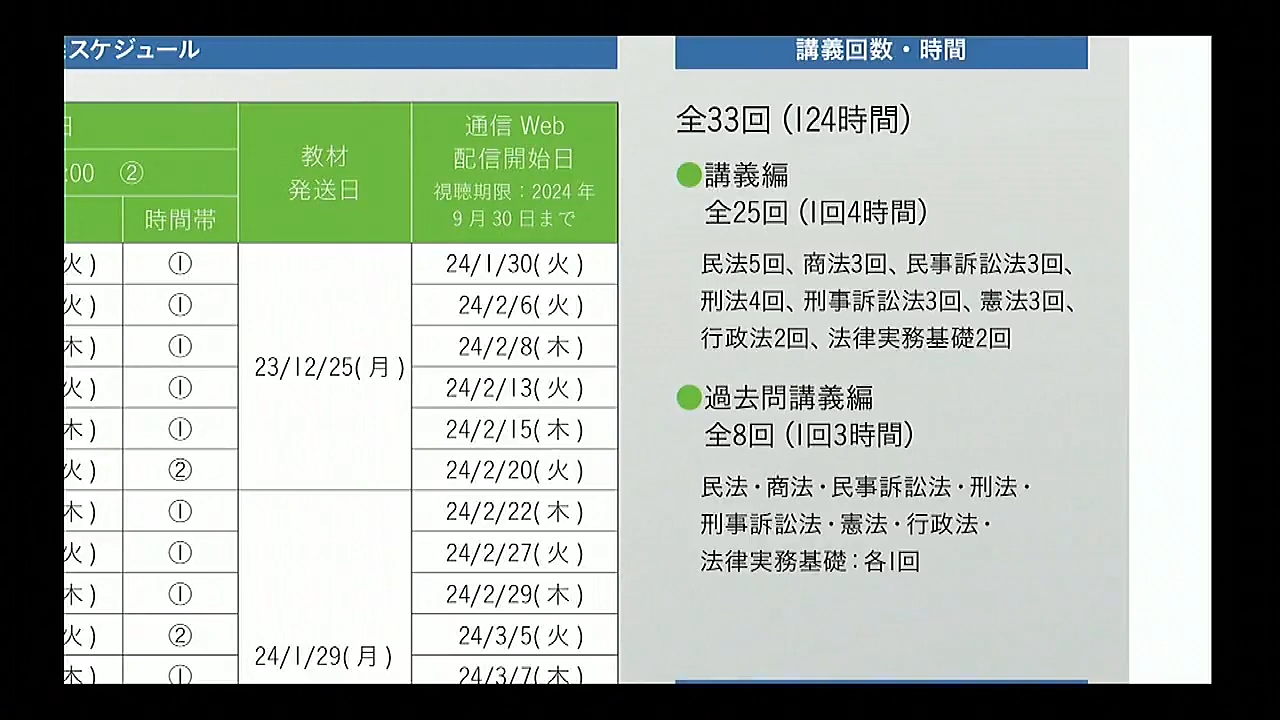 スケジュール
:00 ②
時間帯
教材
発送日
通信 Web
配信開始日
視聴期限：2024 年
9 月 30 日まで
火 ) ① 24/1/30( 火 )
火 ) ① 24/2/6( 火 )
木 ) ① 24/2/8( 木 )
23/12/25( 月 )
火 ) ① 24/2/13( 火 )
木 ) ① 24/2/15( 木 )
火 ) ② 24/2/20( 火 )
木 ) ① 24/2/22( 木 )
火 ) ① 24/2/27( 火 )
木 ) ① 24/2/29( 木 )
火 ) ② 24/3/5( 火 )
24/1/29( 月 )
木 ) ① 24/3/7( 木 )
講義回数・時間
全33回（124時間）
●講義編
全25回（1回4時間）
民法5回、商法3回、民事訴訟法3回、
刑法4回、刑事訴訟法3回、憲法3回、
行政法2回、法律実務基礎2回
●過去問講義編
全8回（1回3時間）
民法・商法・民事訴訟法・刑法・
刑事訴訟法・憲法・行政法・
法律実務基礎：各1回